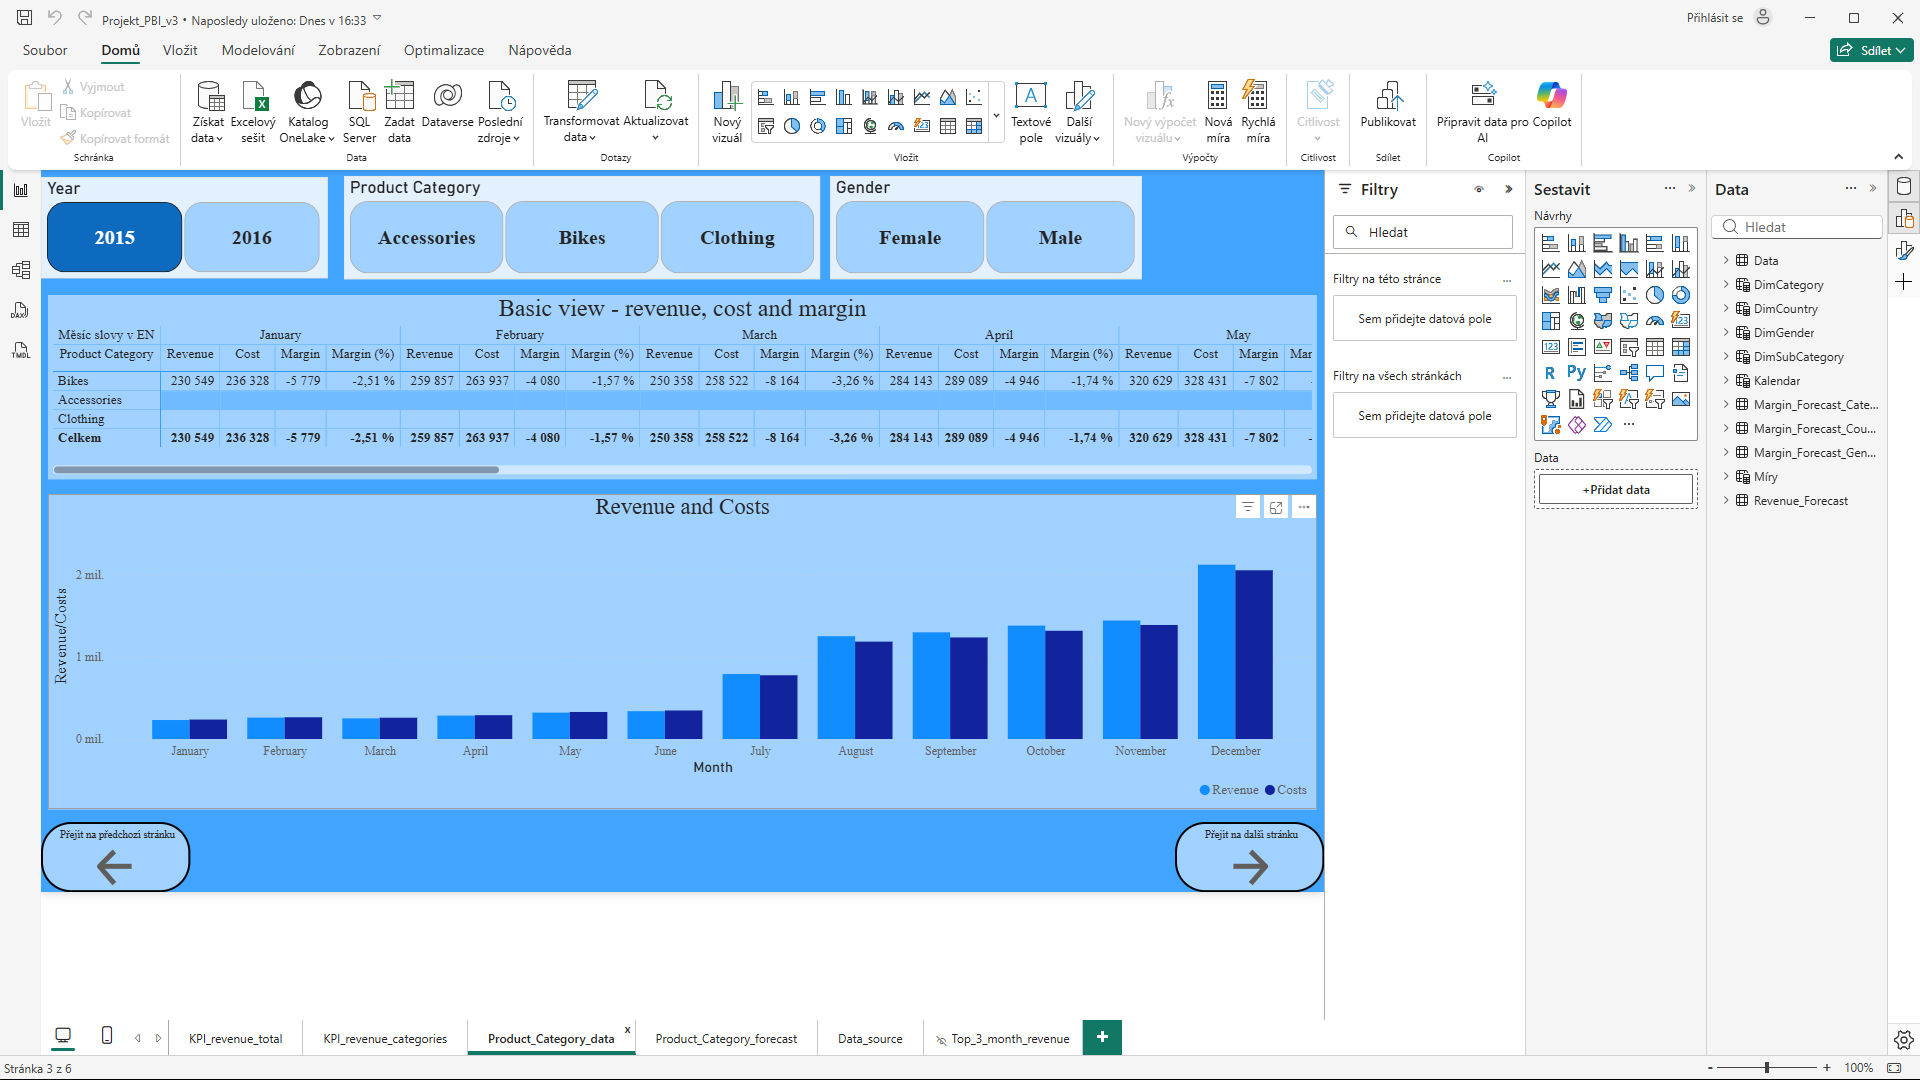 Projekt_PBI_v3 • Naposledy uloženo: Dnes v 16:33
Přihlásit se
Soubor Domů Vložit Modelování Zobrazení Optimalizace Nápověda
Sdílet
Vložit
Vyjmout
Kopírovat
Kopírovat formát
Schránka
Získat data
Excelový sešit
Katalog OneLake
SQL Server
Zadat data
Dataverse
Poslední zdroje
Data
Transformovat data
Aktualizovat
Dotazy
Nový vizuál
Textové pole
Další vizuály
Vložit
Nový výpočet vizuálu
Nová míra
Rychlá míra
Výpočty
Citlivost
Citlivost
Publikovat
Sdílet
Připravit data pro AI
Copilot
Copilot
Year
2015 2016
Product Category
Accessories Bikes Clothing
Gender
Female Male
Basic view - revenue, cost and margin
Měsíc slovy v EN January February March April May
Product Category Revenue Cost Margin Margin (%) Revenue Cost Margin Margin (%) Revenue Cost Margin Margin (%) Revenue Cost Margin Margin (%) Revenue Cost Margin Mar
Bikes 230 549 236 328 -5 779 -2,51 % 259 857 263 937 -4 080 -1,57 % 250 358 258 522 -8 164 -3,26 % 284 143 289 089 -4 946 -1,74 % 320 629 328 431 -7 802 -
Accessories
Clothing
Celkem 230 549 236 328 -5 779 -2,51 % 259 857 263 937 -4 080 -1,57 % 250 358 258 522 -8 164 -3,26 % 284 143 289 089 -4 946 -1,74 % 320 629 328 431 -7 802 -
Revenue and Costs
Revenue/Costs
2 mil.
1 mil.
0 mil.
January February March April May June July August September October November December
Month
Revenue Costs
Přejít na předchozí stránku
Přejít na další stránku
Filtry
Hledat
Filtry na této stránce ...
Sem přidejte datová pole
Filtry na všech stránkách ...
Sem přidejte datová pole
Sestavit
Návrhy
R Py
Data
+Přidat data
Data
Hledat
Data
DimCategory
DimCountry
DimGender
DimSubCategory
Kalendar
Margin_Forecast_Cate...
Margin_Forecast_Cou...
Margin_Forecast_Gen...
Míry
Revenue_Forecast
KPI_revenue_total KPI_revenue_categories Product_Category_data x Product_Category_forecast Data_source Top_3_month_revenue +
Stránka 3 z 6
- + 100%